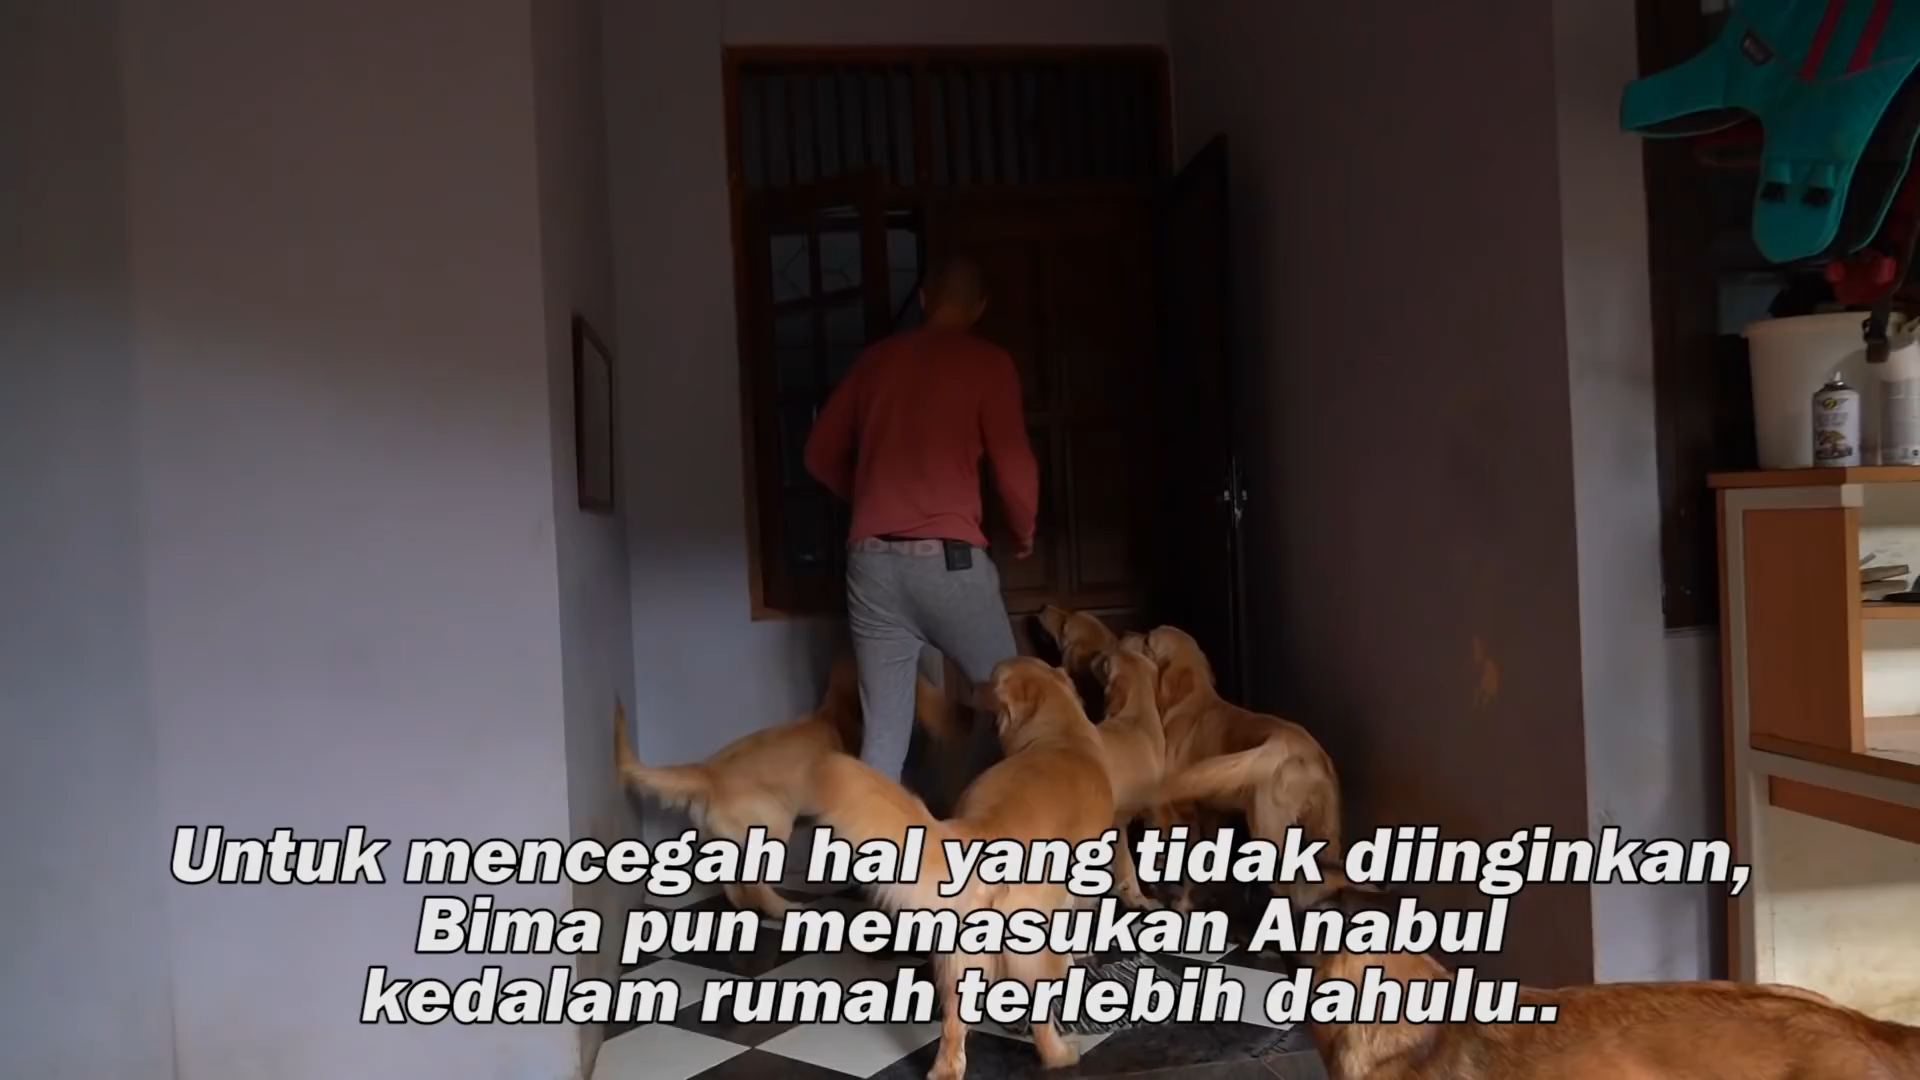 Untuk mencegah hal yang tidak diinginkan,
Bima pun memasukan Anabul
kedalam rumah terlebih dahulu..